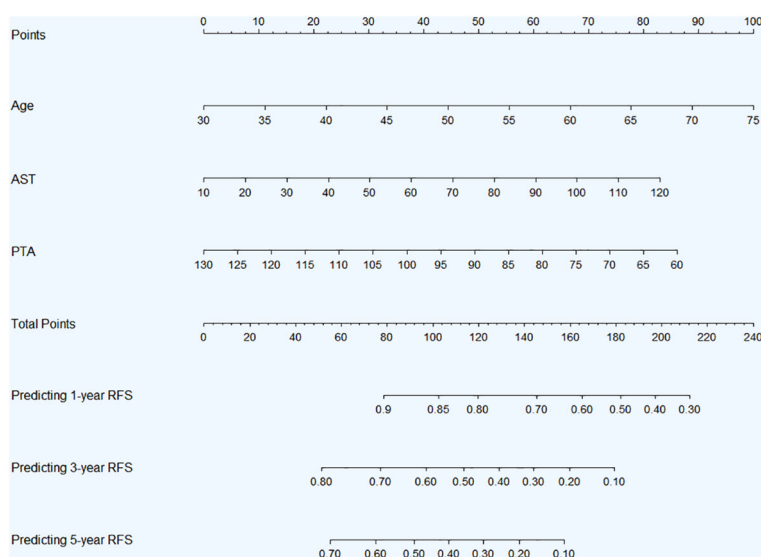 0 10 20 30 40 50 60 70 80 90 100
Points
Age
30 35 40 45 50 55 60 65 70 75
AST
10 20 30 40 50 60 70 80 90 100 110 120
PTA
130 125 120 115 110 105 100 95 90 85 80 75 70 65 60
Total Points
0 20 40 60 80 100 120 140 160 180 200 220 240
Predicting 1-year RFS
0.9 0.85 0.80 0.70 0.60 0.50 0.40 0.30
Predicting 3-year RFS
0.80 0.70 0.60 0.50 0.40 0.30 0.20 0.10
Predicting 5-year RFS
0.70 0.60 0.50 0.40 0.30 0.20 0.10